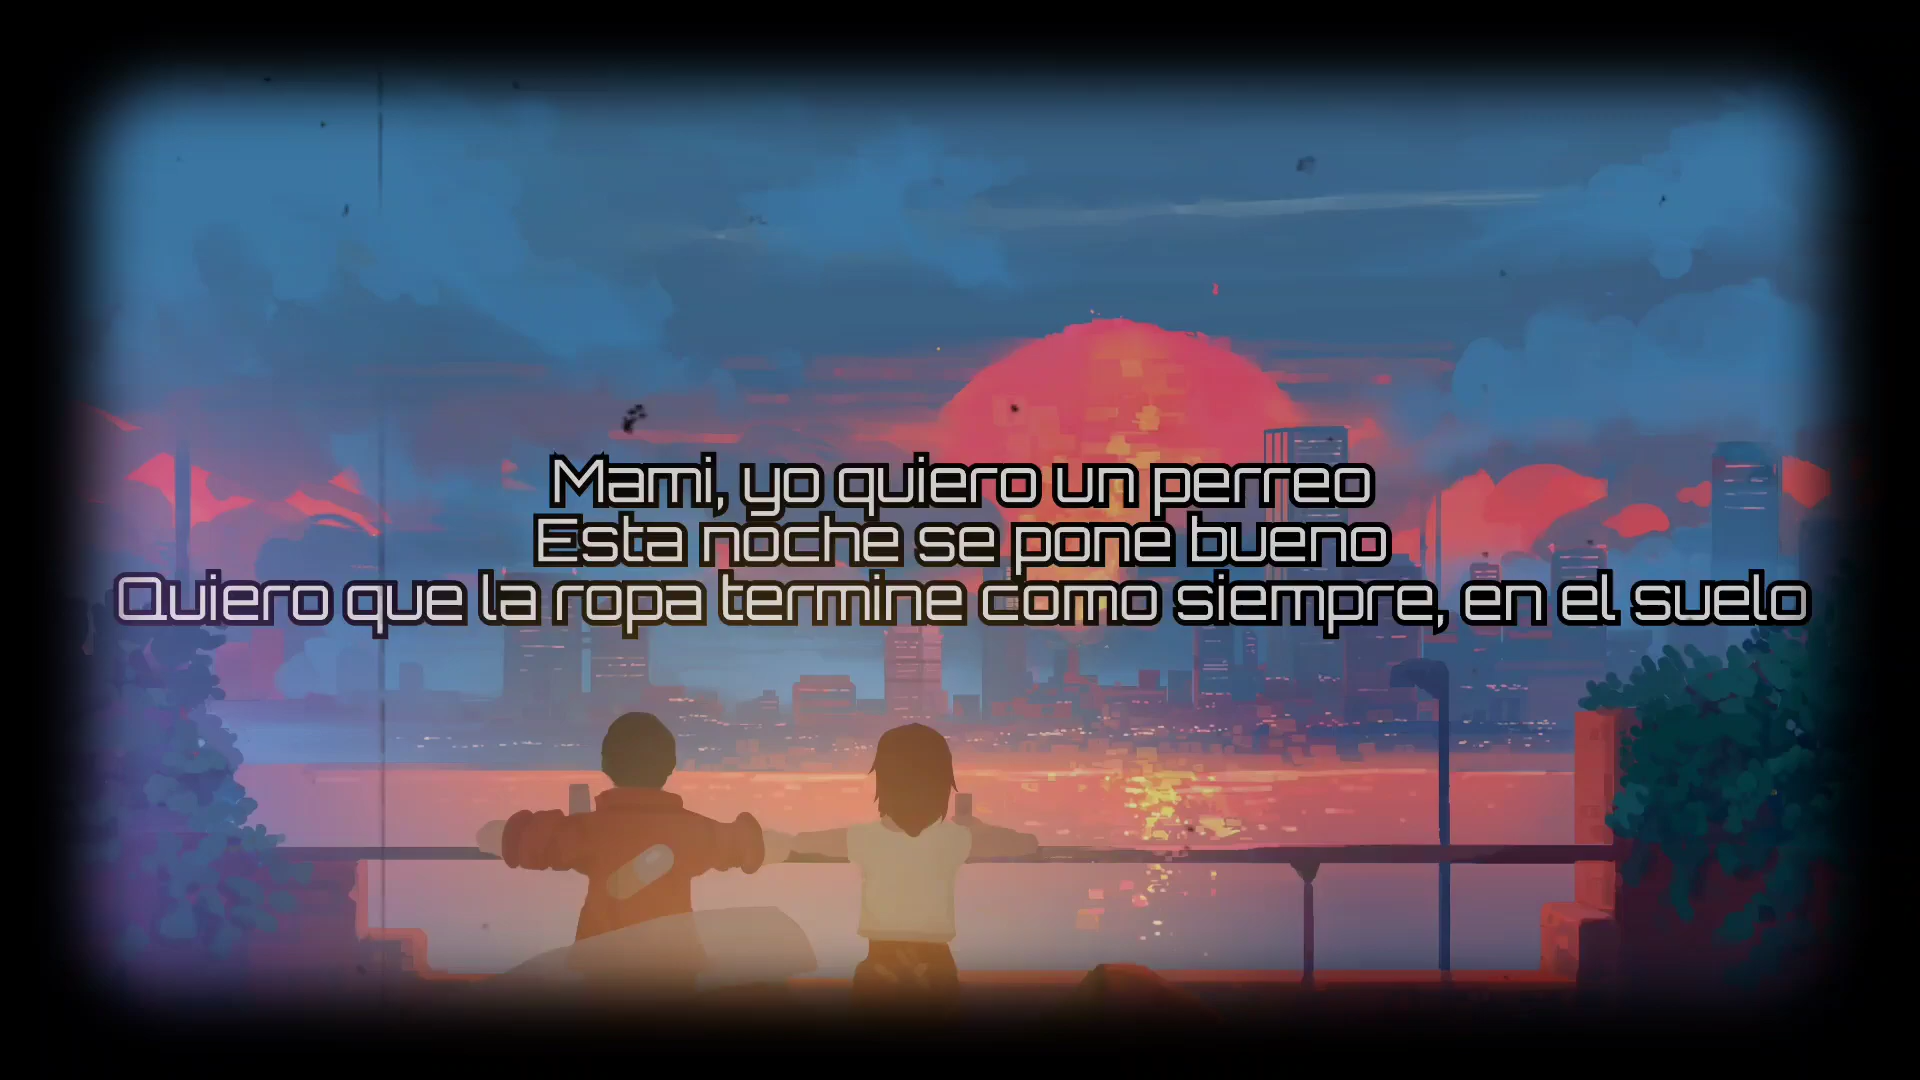 Mami, yo quiero un perreo
Esta noche se pone bueno
Quiero que la ropa termine como siempre, en el suelo